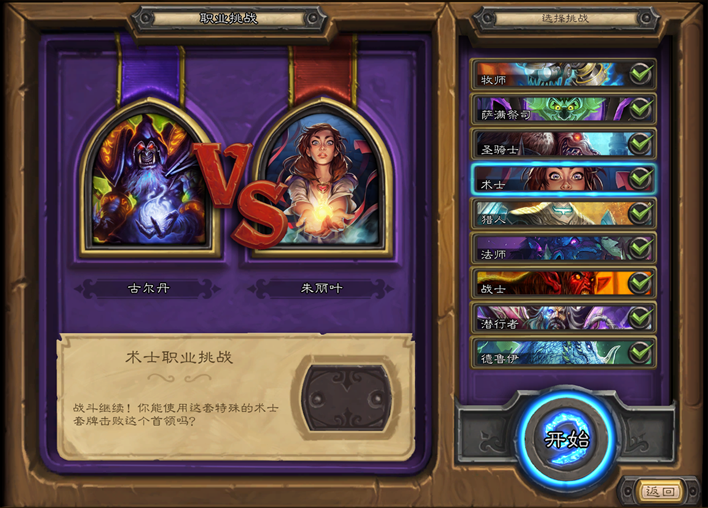 职业挑战
选择挑战
VS
古尔丹
朱丽叶
术士职业挑战
战斗继续！你能使用这套特殊的术士
套牌击败这个首领吗？
牧师
萨满祭司
圣骑士
术士
猎人
法师
战士
潜行者
德鲁伊
开始
返回